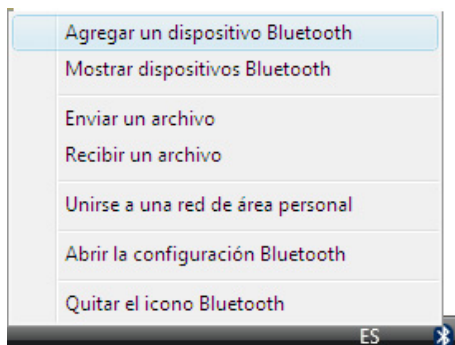 Agregar un dispositivo Bluetooth
Mostrar dispositivos Bluetooth
Enviar un archivo
Recibir un archivo
Unirse a una red de área personal
Abrir la configuración Bluetooth
Quitar el icono Bluetooth
ES